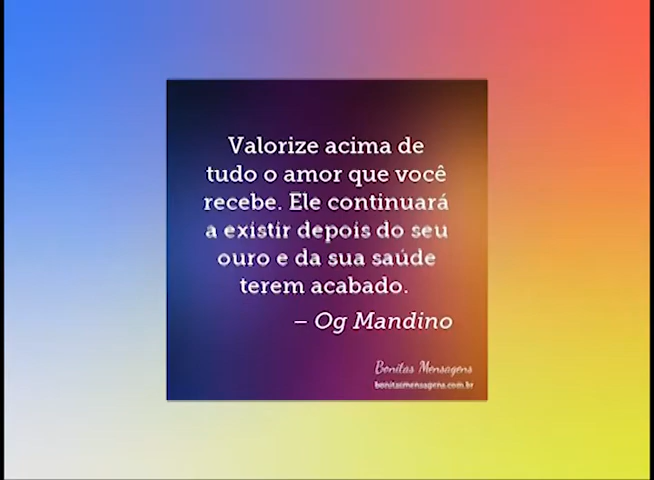 Valorize acima de
tudo o amor que você
recebe. Ele continuará
a existir depois do seu
ouro e da sua saúde
terem acabado.
– Og Mandino
Bonitas Mensagens
bonitasmensagens.com.br